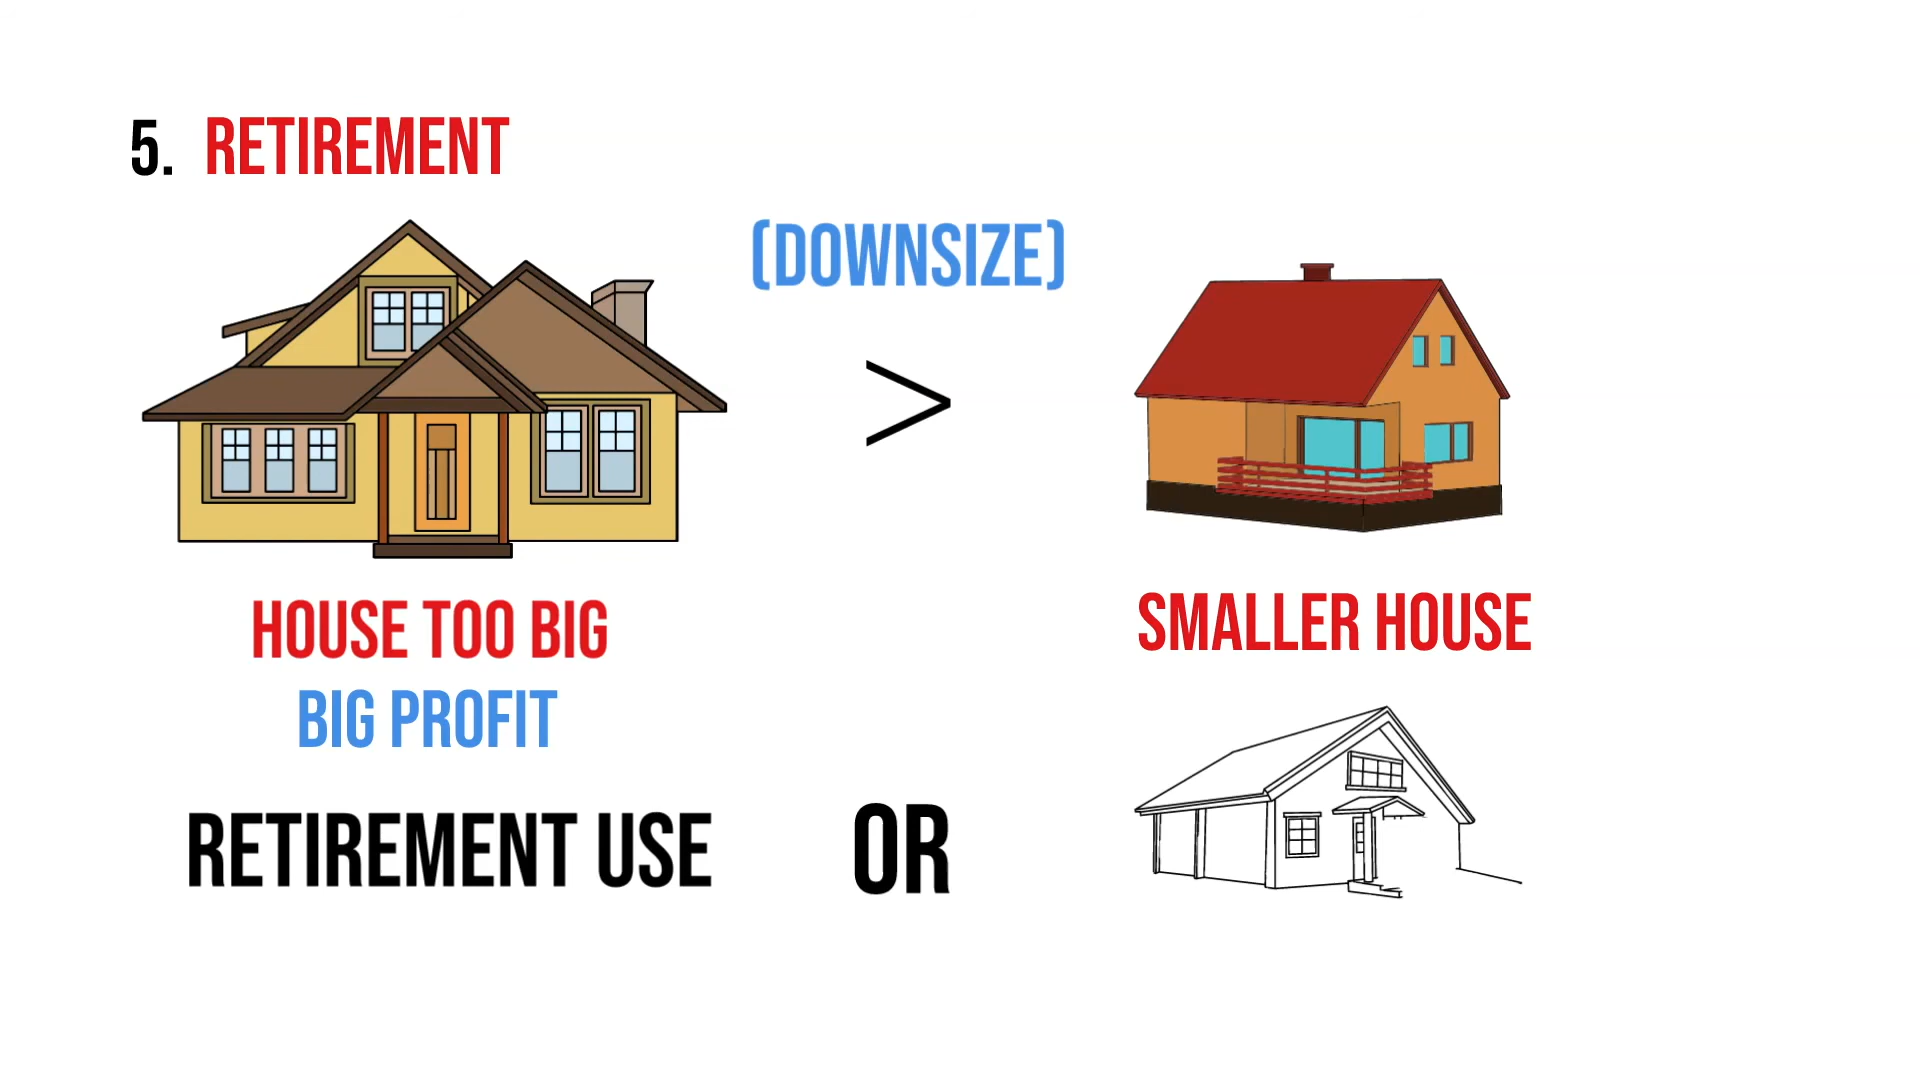 5. RETIREMENT
(DOWNSIZE)
>
HOUSE TOO BIG
SMALLER HOUSE
BIG PROFIT
RETIREMENT USE
OR